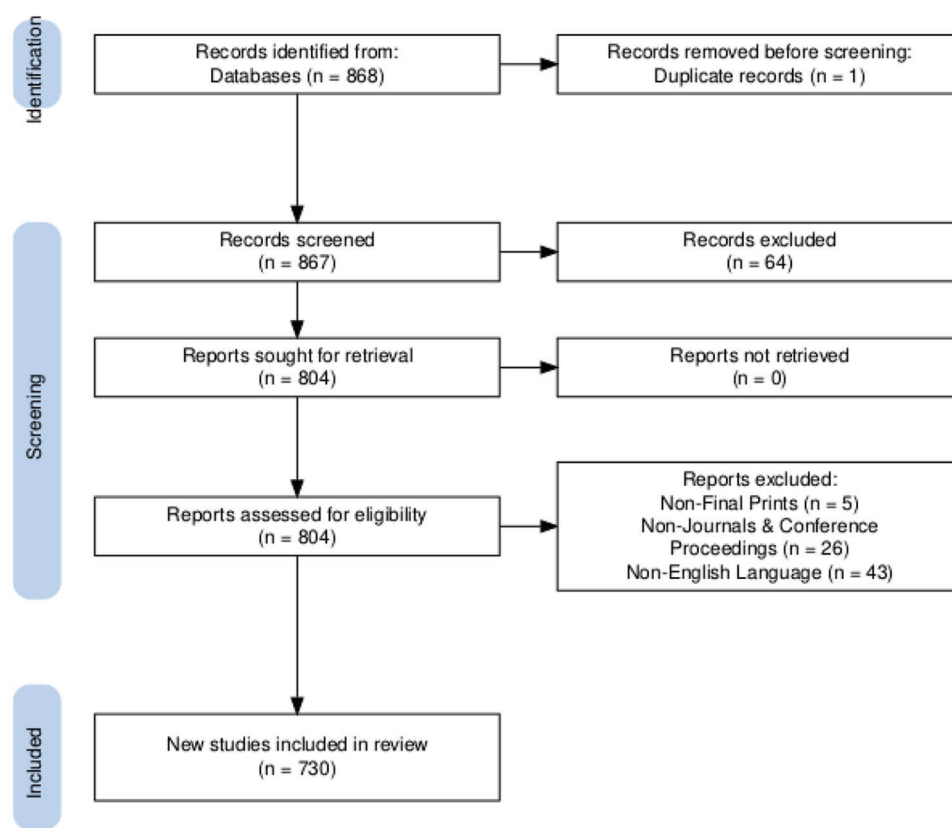 Identification
Records identified from:
Databases (n = 868)
Records removed before screening:
Duplicate records (n = 1)
Screening
Records screened
(n = 867)
Records excluded
(n = 64)
Reports sought for retrieval
(n = 804)
Reports not retrieved
(n = 0)
Reports assessed for eligibility
(n = 804)
Reports excluded:
Non-Final Prints (n = 5)
Non-Journals & Conference
Proceedings (n = 26)
Non-English Language (n = 43)
Included
New studies included in review
(n = 730)